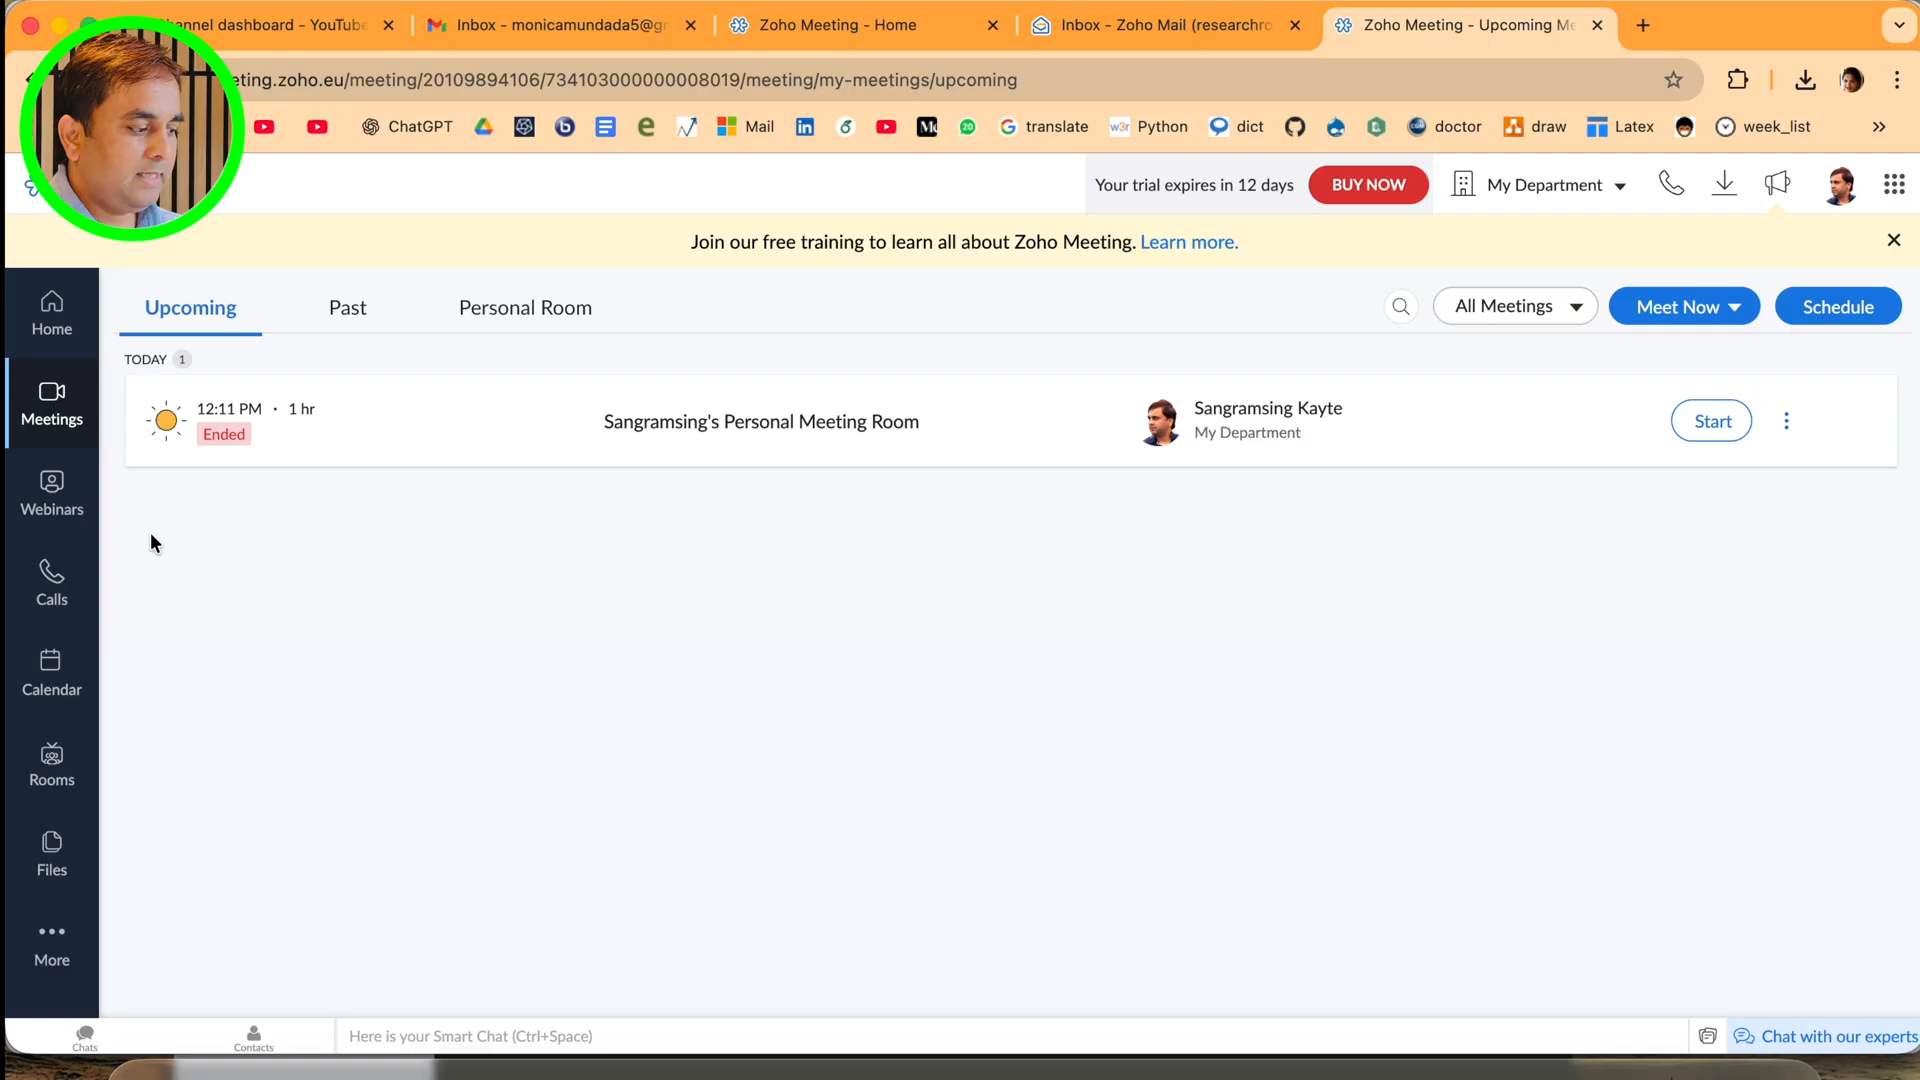 hannel dashboard - YouTube
Inbox - monicamundada5@gr
Zoho Meeting - Home
Inbox - Zoho Mail (researchro
Zoho Meeting - Upcoming Me
eting.zoho.eu/meeting/20109894106/734103000000008019/meeting/my-meetings/upcoming
ChatGPT
Mail
translate
Python
dict
doctor
draw
Latex
week_list
Your trial expires in 12 days
BUY NOW
My Department
Join our free training to learn all about Zoho Meeting. Learn more.
Home
Meetings
Webinars
Calls
Calendar
Rooms
Files
More
Upcoming
Past
Personal Room
All Meetings
Meet Now
Schedule
TODAY 1
12:11 PM · 1 hr
Ended
Sangramsing's Personal Meeting Room
Sangramsing Kayte
My Department
Start
Chats
Contacts
Here is your Smart Chat (Ctrl+Space)
Chat with our experts